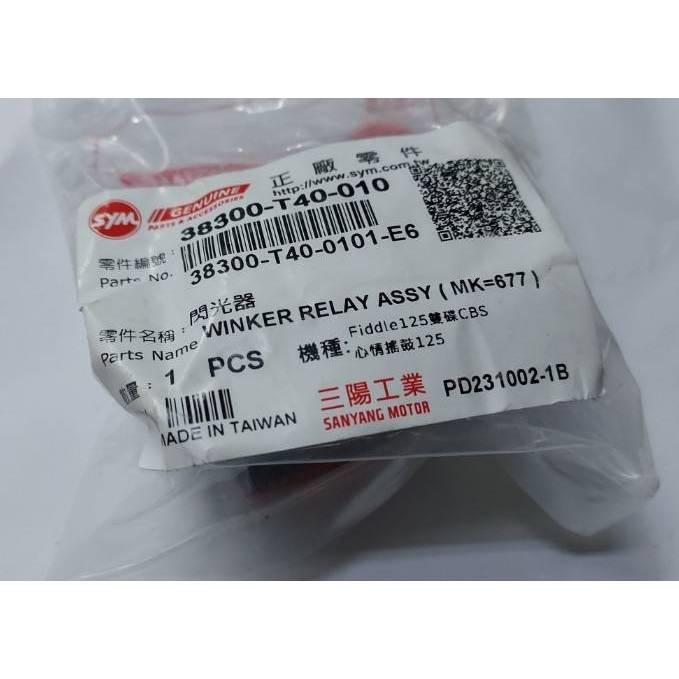 正廠零件
http://www.sym.com.tw
SYM GENUINE
PARTS & ACCESSORIES
38300-T40-010
零件編號:
Parts No. 38300-T40-0101-E6
零件名稱: 閃光器
Parts Name WINKER RELAY ASSY ( MK=677 )
量: 1 PCS 機種: Fiddle125雙碟CBS
心情搖鼓125
MADE IN TAIWAN
三陽工業 PD231002-1B
SANYANG MOTOR